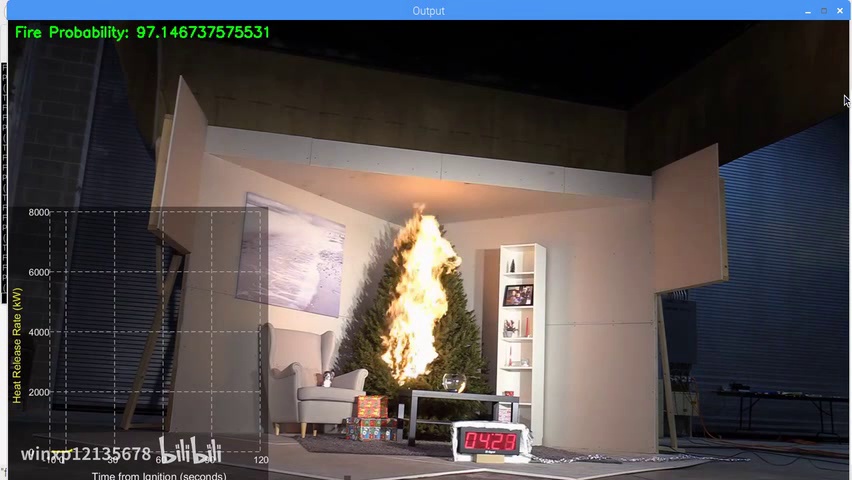 Output
Fire Probability: 97.146737575531
8000
6000
4000
2000
Heat Release Rate (kW)
120
Time from Ignition (seconds)
winxp12135678 bilibili
04:29